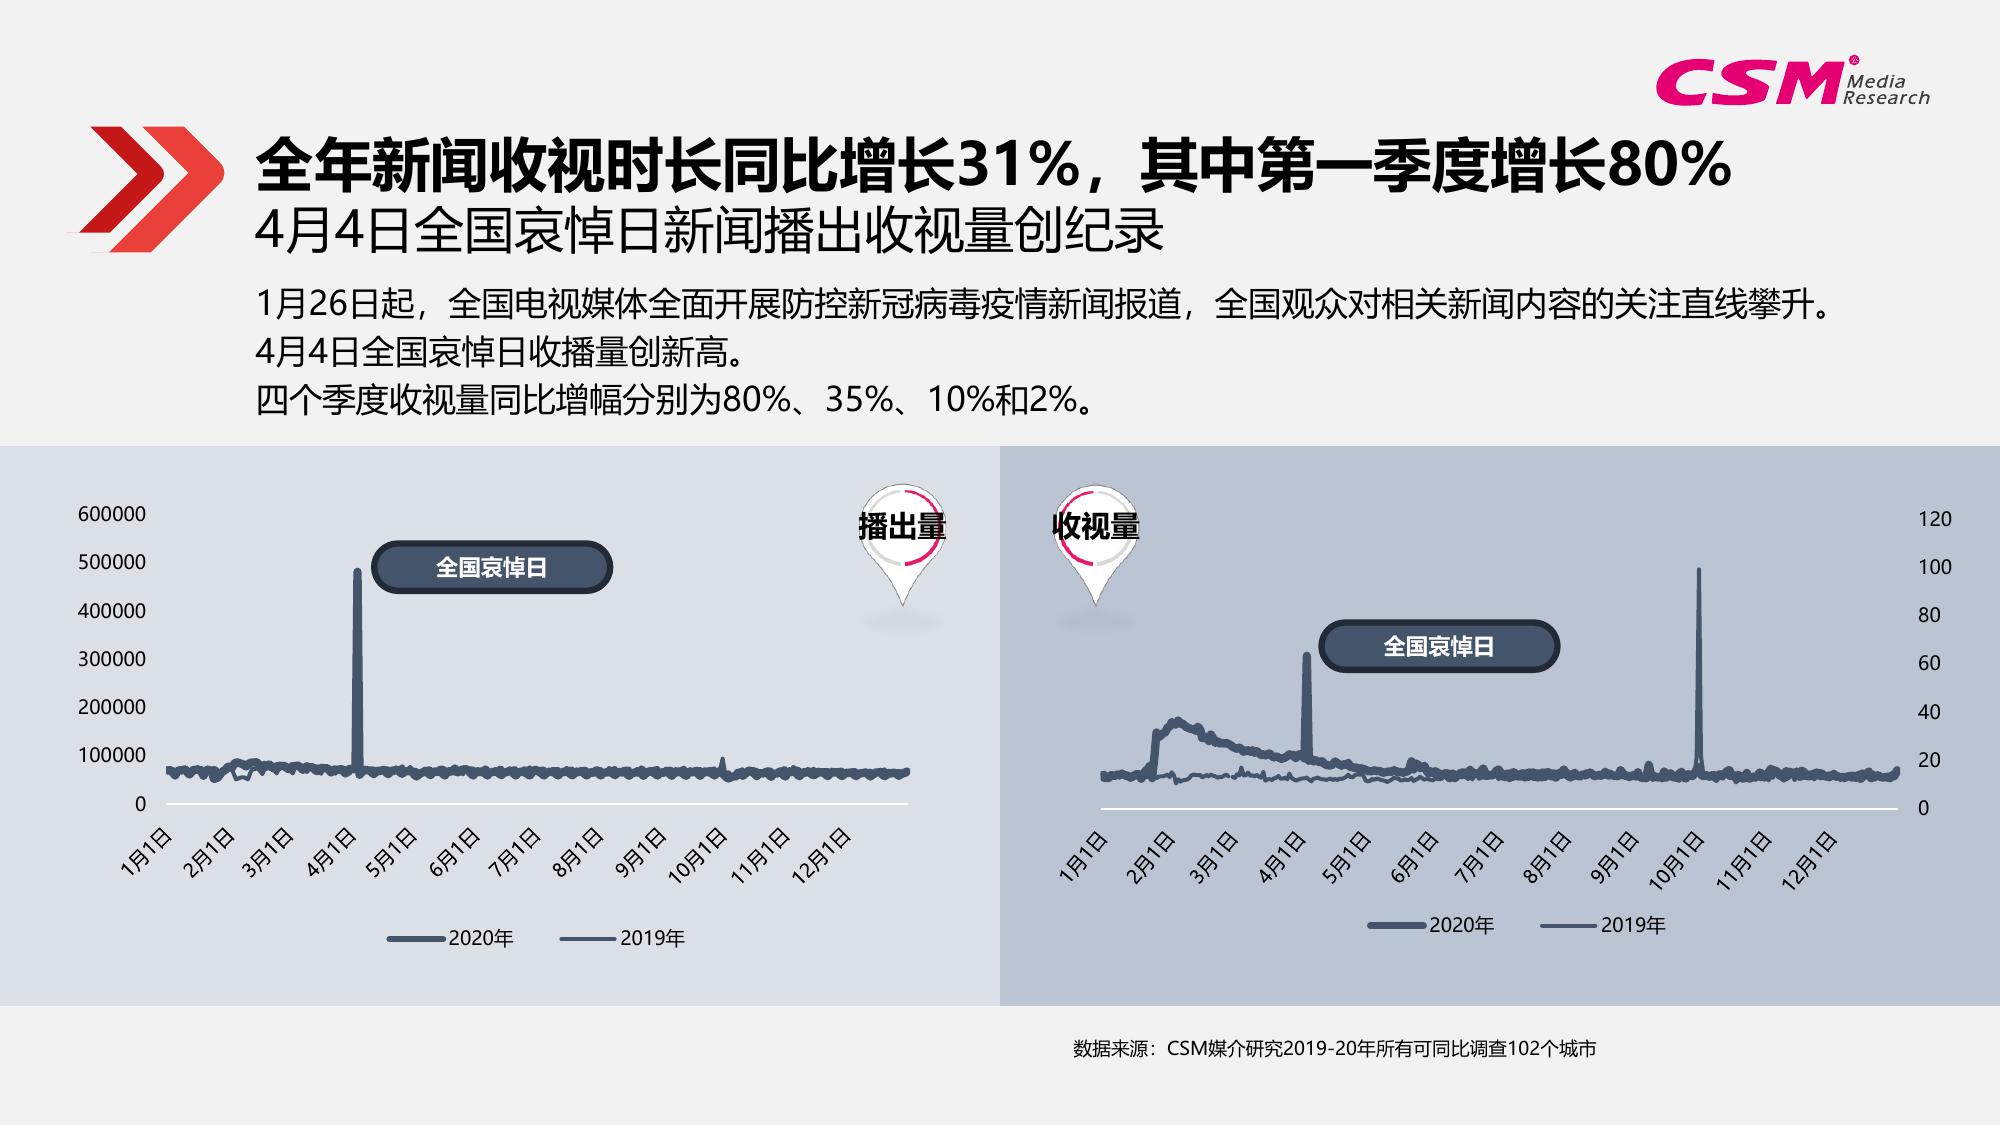 CSM Media
Research
全年新闻收视时长同比增长31%，其中第一季度增长80%
4月4日全国哀悼日新闻播出收视量创纪录
1月26日起，全国电视媒体全面开展防控新冠病毒疫情新闻报道，全国观众对相关新闻内容的关注直线攀升。
4月4日全国哀悼日收播量创新高。
四个季度收视量同比增幅分别为80%、35%、10%和2%。
播出量
全国哀悼日
600000
500000
400000
300000
200000
100000
0
1月1日 2月1日 3月1日 4月1日 5月1日 6月1日 7月1日 8月1日 9月1日 10月1日 11月1日 12月1日
2020年 2019年
收视量
全国哀悼日
120
100
80
60
40
20
0
1月1日 2月1日 3月1日 4月1日 5月1日 6月1日 7月1日 8月1日 9月1日 10月1日 11月1日 12月1日
2020年 2019年
数据来源：CSM媒介研究2019-20年所有可同比调查102个城市